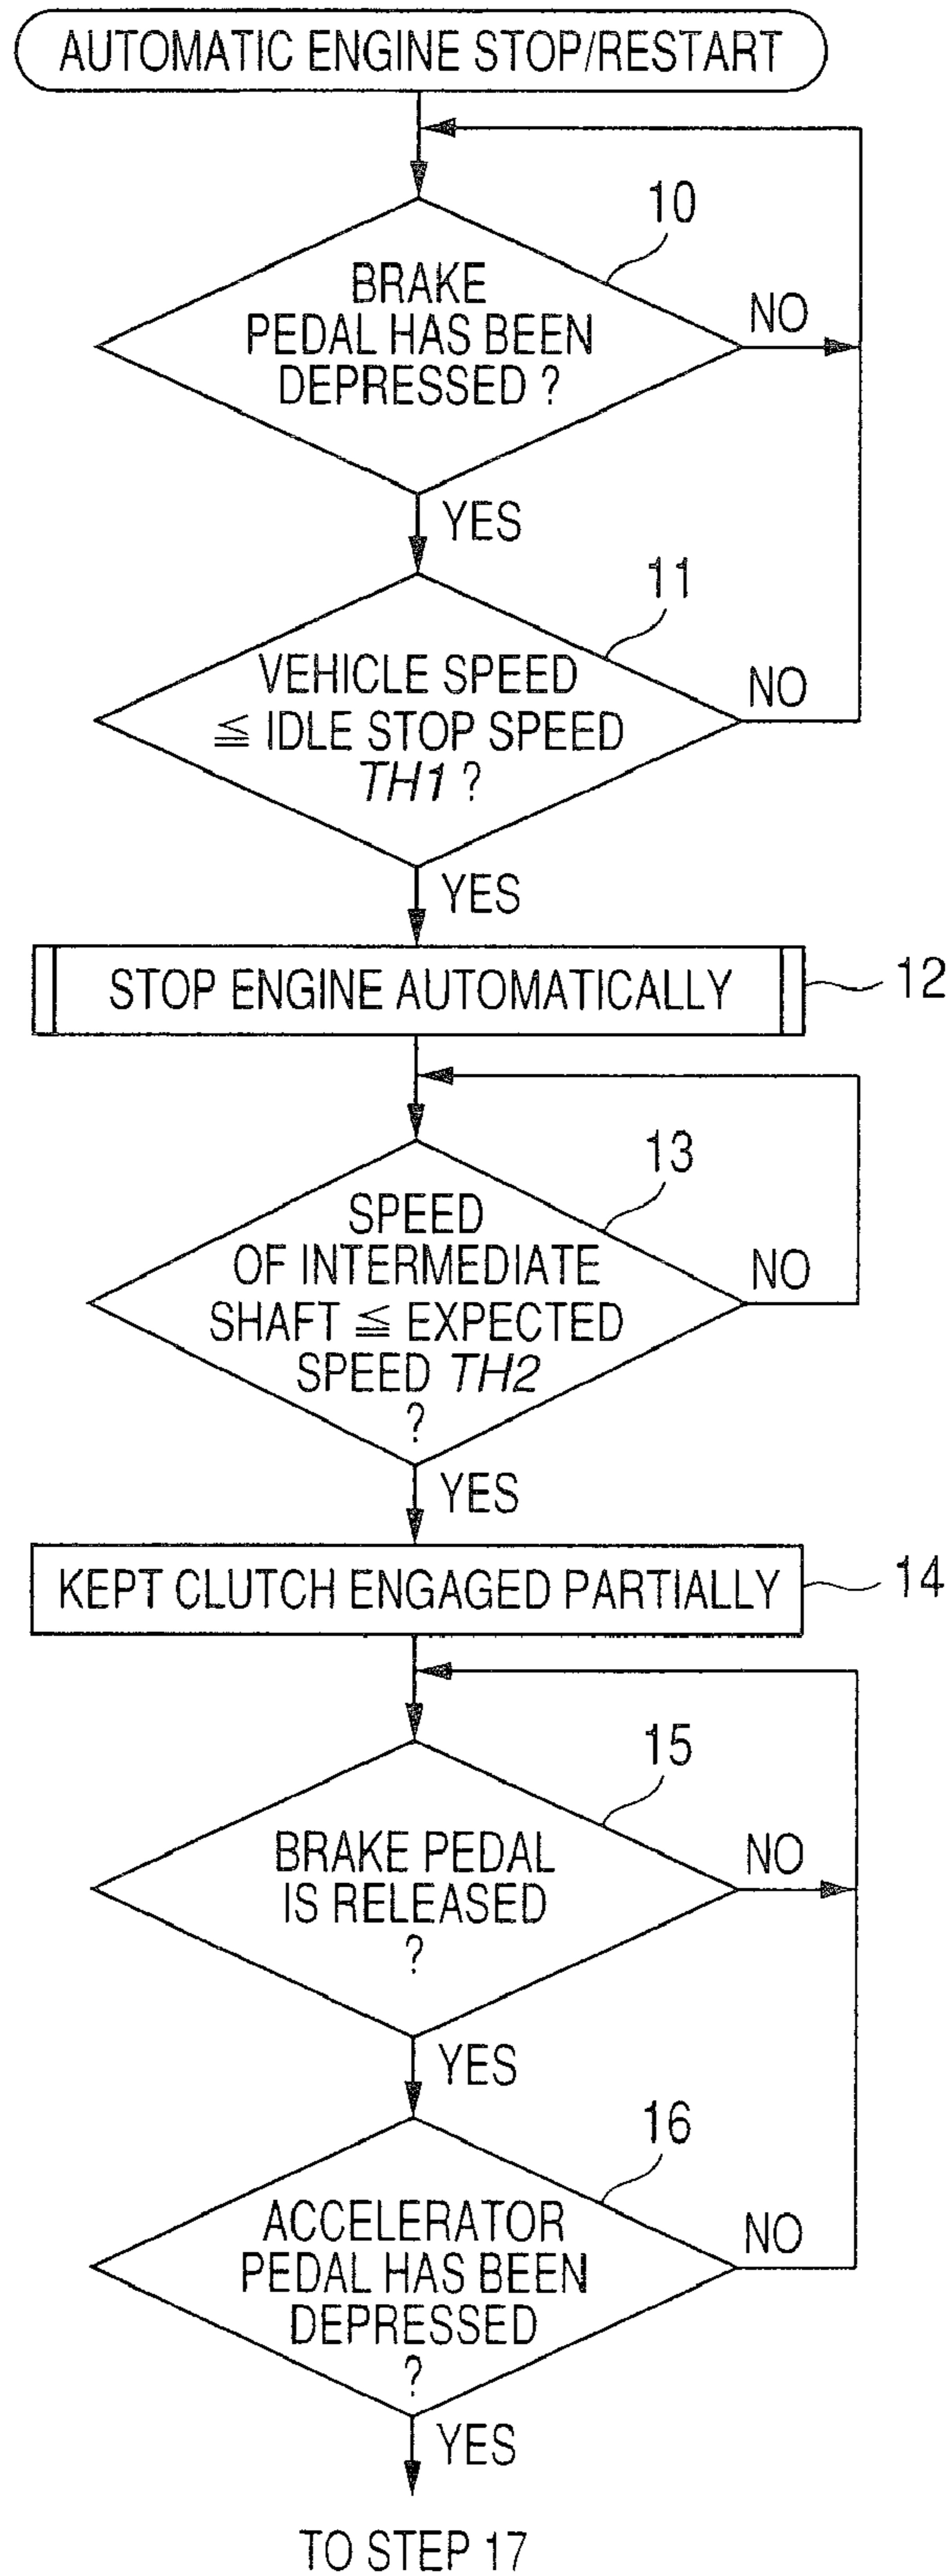 AUTOMATIC ENGINE STOP/RESTART
10
BRAKE
PEDAL HAS BEEN
DEPRESSED ?
NO
YES
11
VEHICLE SPEED
≦ IDLE STOP SPEED
TH1 ?
NO
YES
STOP ENGINE AUTOMATICALLY
12
13
SPEED
OF INTERMEDIATE
SHAFT ≦ EXPECTED
SPEED TH2
?
NO
YES
KEPT CLUTCH ENGAGED PARTIALLY
14
15
BRAKE PEDAL
IS RELEASED
?
NO
YES
16
ACCELERATOR
PEDAL HAS BEEN
DEPRESSED
?
NO
YES
TO STEP 17